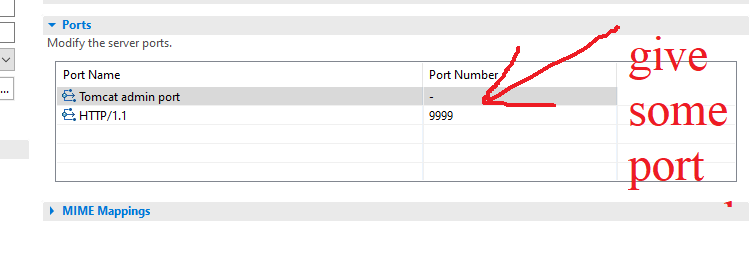 Ports
Modify the server ports.
Port Name Port Number
Tomcat admin port -
HTTP/1.1 9999
MIME Mappings
...
give
some
port